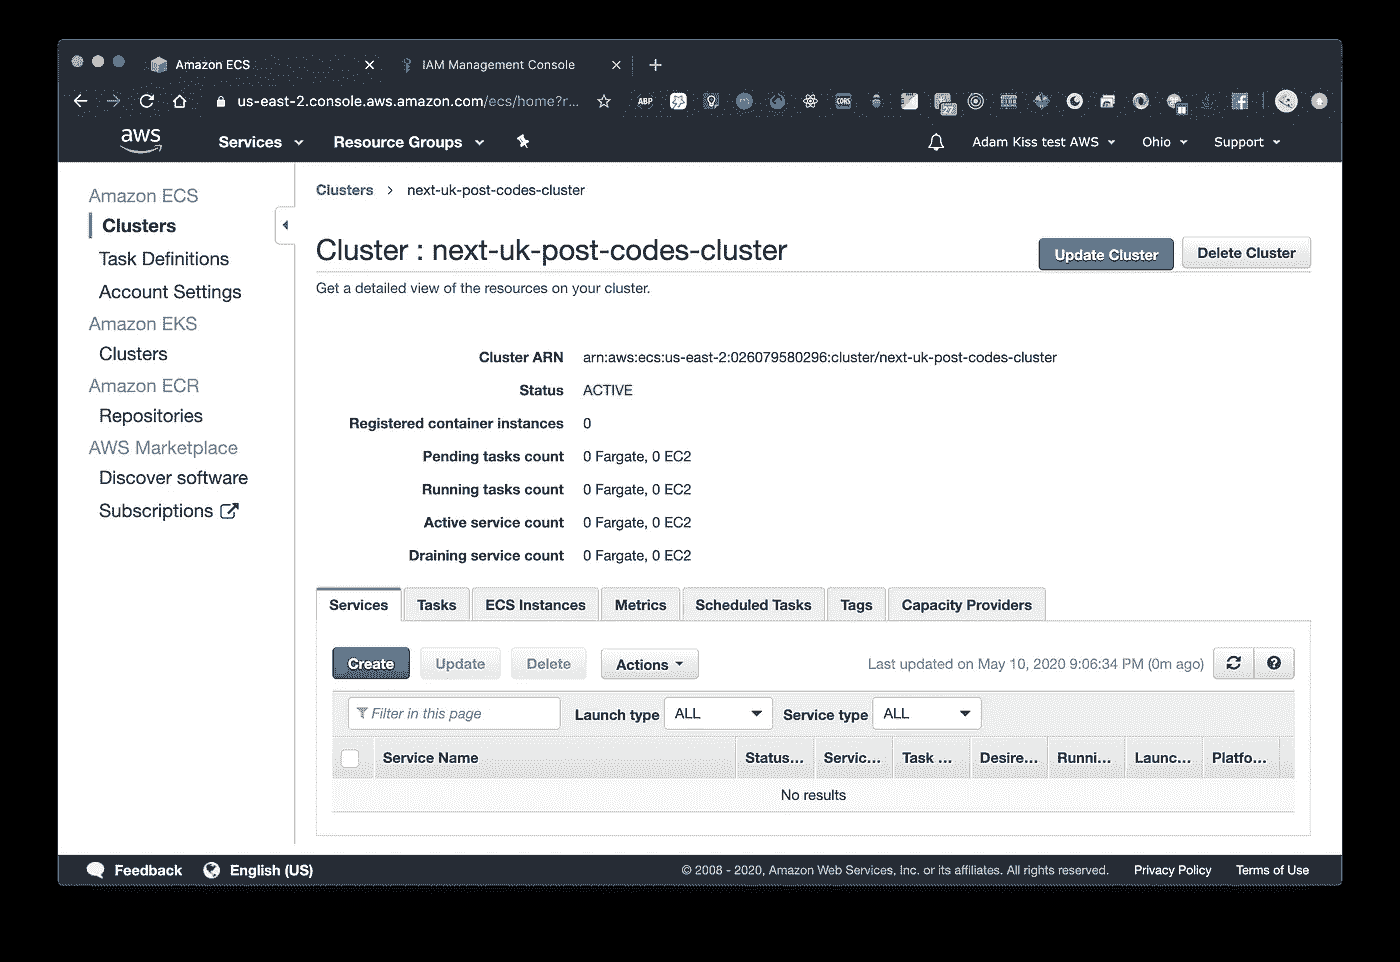 Amazon ECS
IAM Management Console
us-east-2.console.aws.amazon.com/ecs/home?r...
ABP
CORS
27
aws
Services
Resource Groups
Adam Kiss test AWS
Ohio
Support
Amazon ECS
Clusters
Task Definitions
Account Settings
Amazon EKS
Clusters
Amazon ECR
Repositories
AWS Marketplace
Discover software
Subscriptions
Clusters > next-uk-post-codes-cluster
Cluster : next-uk-post-codes-cluster
Update Cluster
Delete Cluster
Get a detailed view of the resources on your cluster.
Cluster ARN arn:aws:ecs:us-east-2:026079580296:cluster/next-uk-post-codes-cluster
Status ACTIVE
Registered container instances 0
Pending tasks count 0 Fargate, 0 EC2
Running tasks count 0 Fargate, 0 EC2
Active service count 0 Fargate, 0 EC2
Draining service count 0 Fargate, 0 EC2
Services Tasks ECS Instances Metrics Scheduled Tasks Tags Capacity Providers
Create Update Delete Actions Last updated on May 10, 2020 9:06:34 PM (0m ago)
Filter in this page Launch type ALL Service type ALL
Service Name Status... Servic... Task ... Desire... Runni... Launc... Platfo...
No results
Feedback English (US) © 2008 - 2020, Amazon Web Services, Inc. or its affiliates. All rights reserved. Privacy Policy Terms of Use